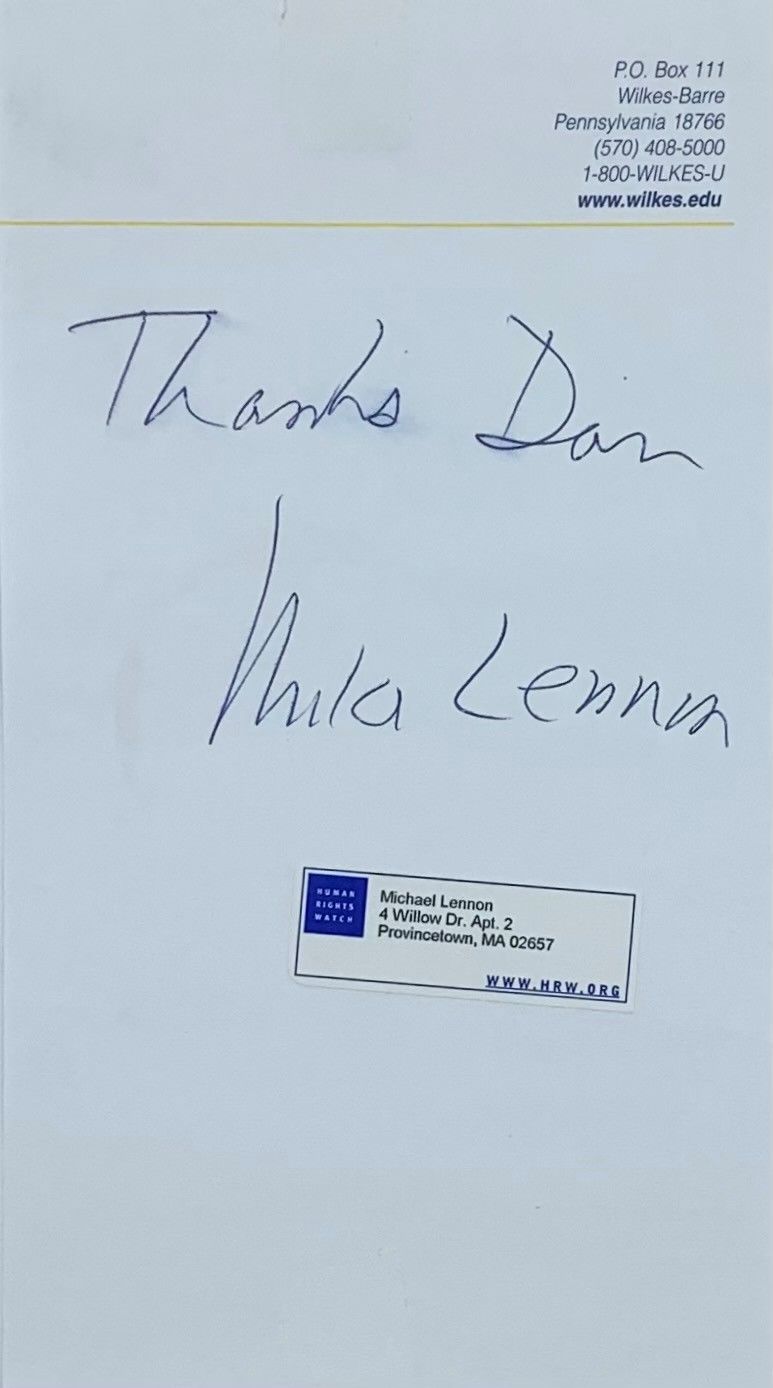 P.O. Box 111
Wilkes-Barre
Pennsylvania 18766
(570) 408-5000
1-800-WILKES-U
www.wilkes.edu
Thanks Dan
Mike Lennon
HUMAN
RIGHTS
WATCH
Michael Lennon
4 Willow Dr. Apt. 2
Provincetown, MA 02657
WWW.HRW.ORG